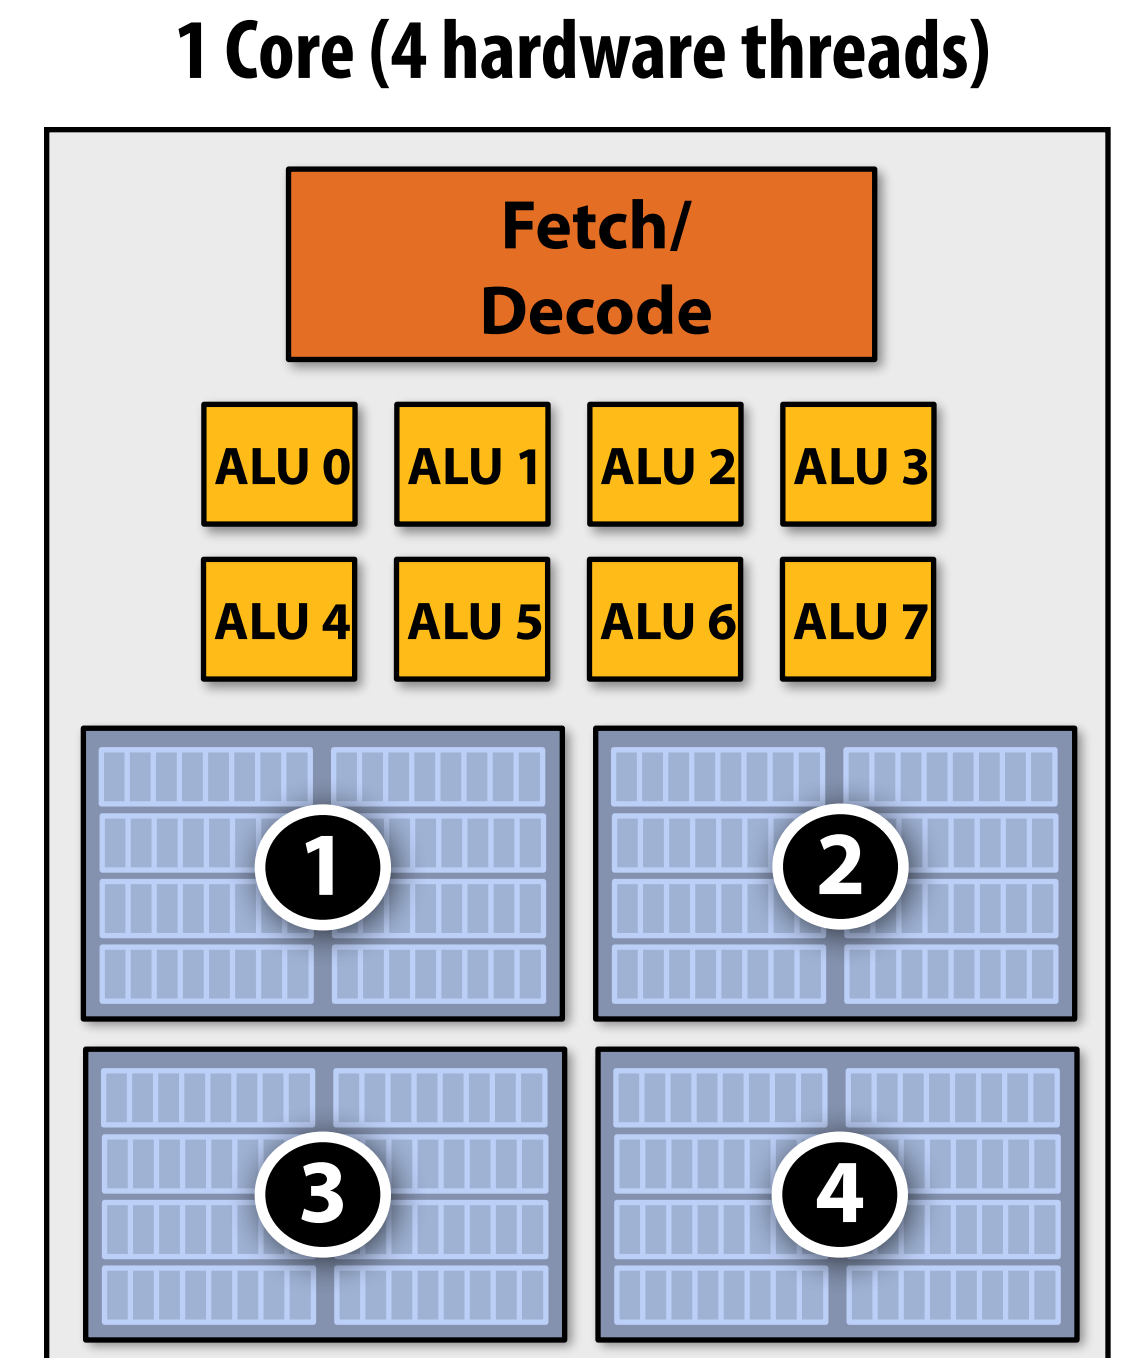 1 Core (4 hardware threads)
Fetch/
Decode
ALU 0 ALU 1 ALU 2 ALU 3
ALU 4 ALU 5 ALU 6 ALU 7
1 2
3 4